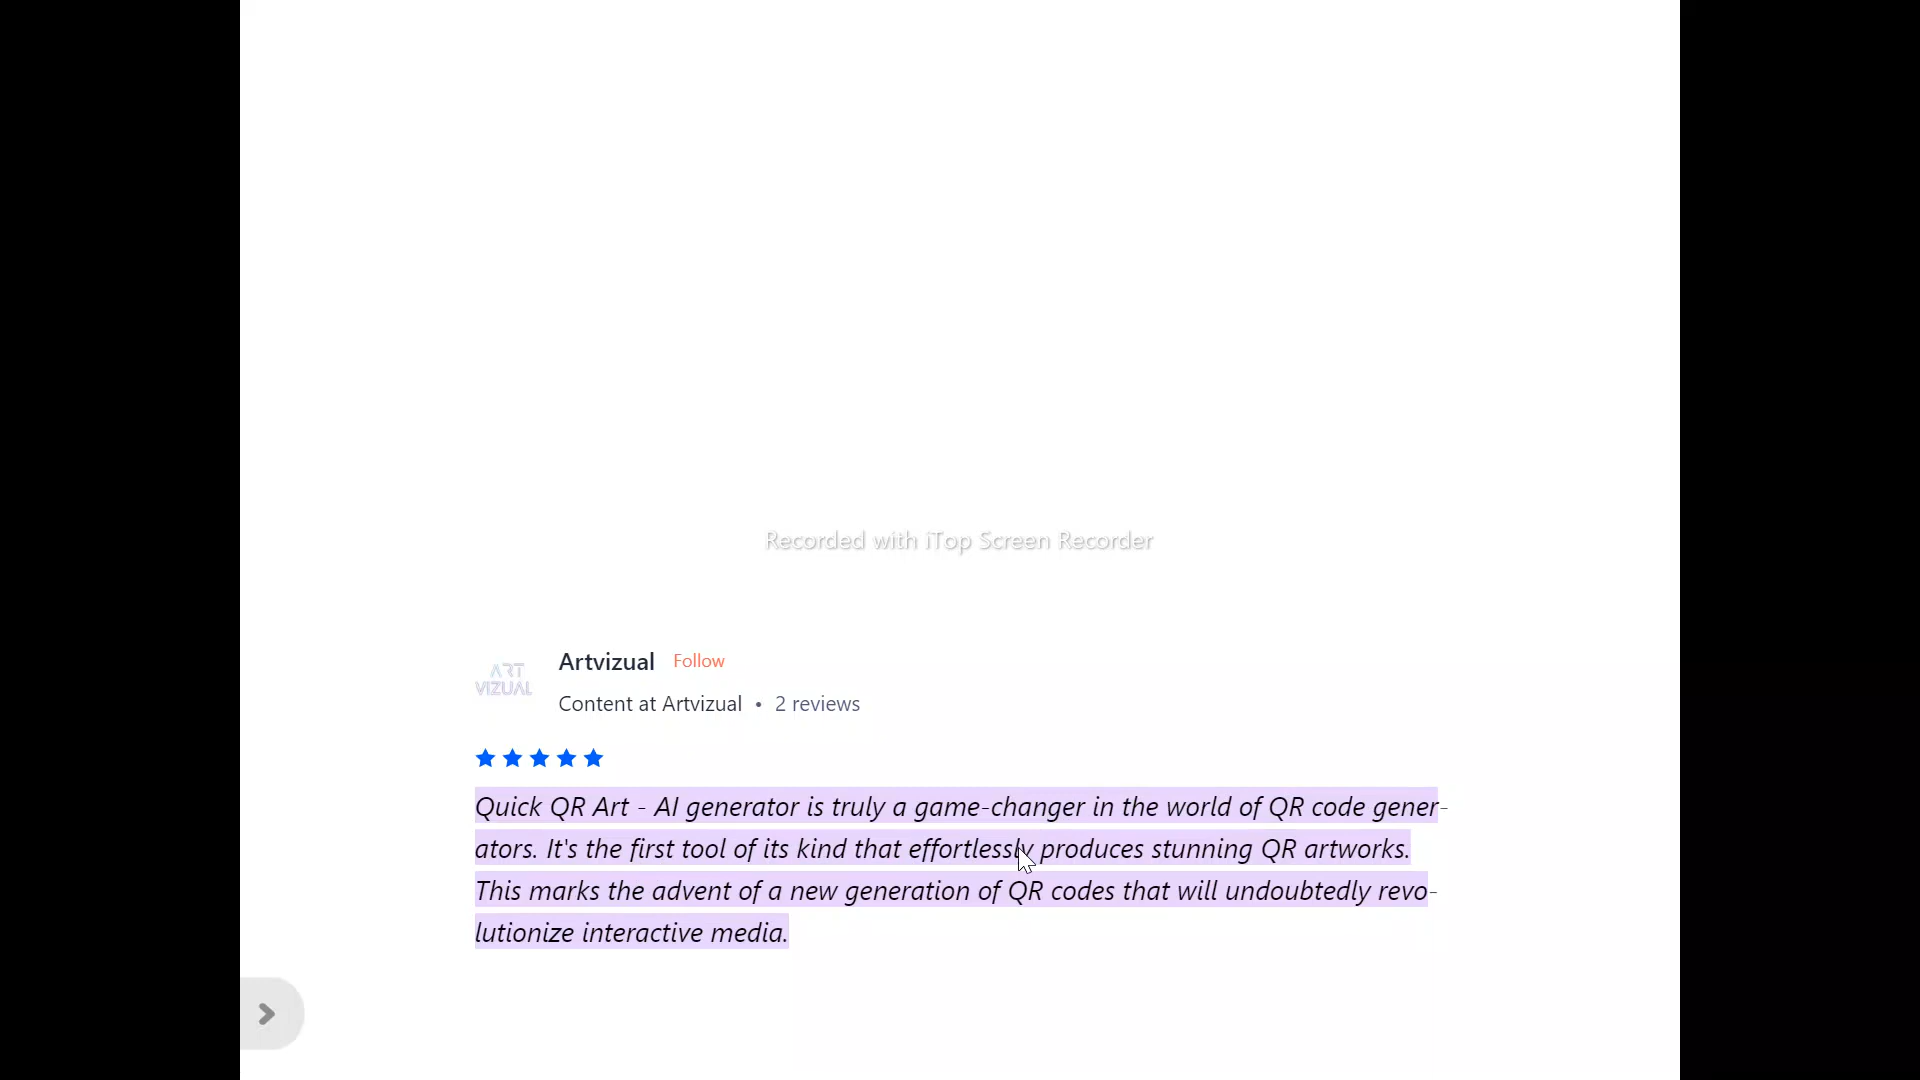 Recorded with iTop Screen Recorder
ART
VIZUAL
Artvizual Follow
Content at Artvizual • 2 reviews
Quick QR Art - AI generator is truly a game-changer in the world of QR code gener-
ators. It's the first tool of its kind that effortlessly produces stunning QR artworks.
This marks the advent of a new generation of QR codes that will undoubtedly revo-
lutionize interactive media.